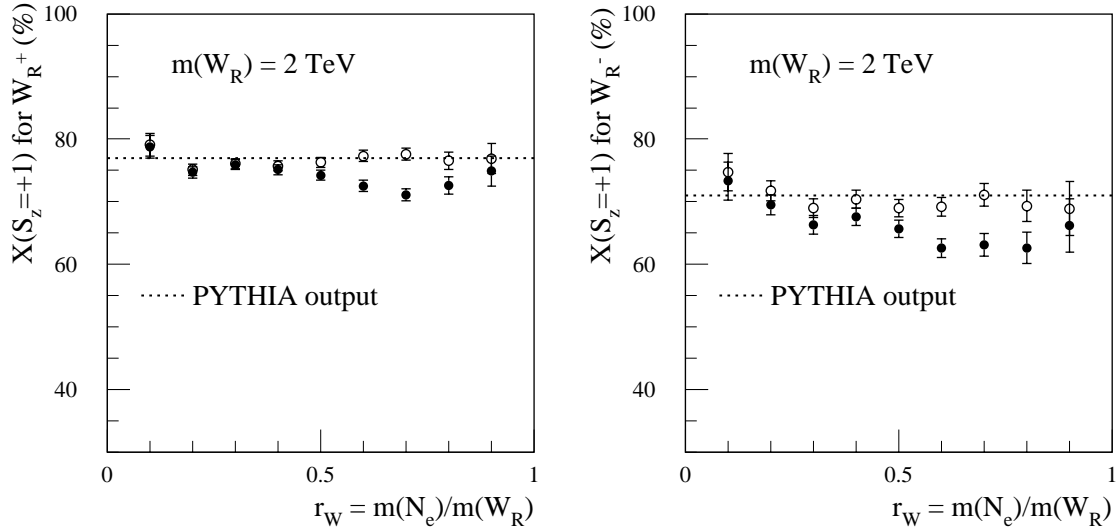 X(S_z=+1) for W_R^+ (%)
100
80
60
40
m(W_R) = 2 TeV
PYTHIA output
0
0.5
1
r_W = m(N_e)/m(W_R)
X(S_z=+1) for W_R^- (%)
100
80
60
40
m(W_R) = 2 TeV
PYTHIA output
0
0.5
1
r_W = m(N_e)/m(W_R)